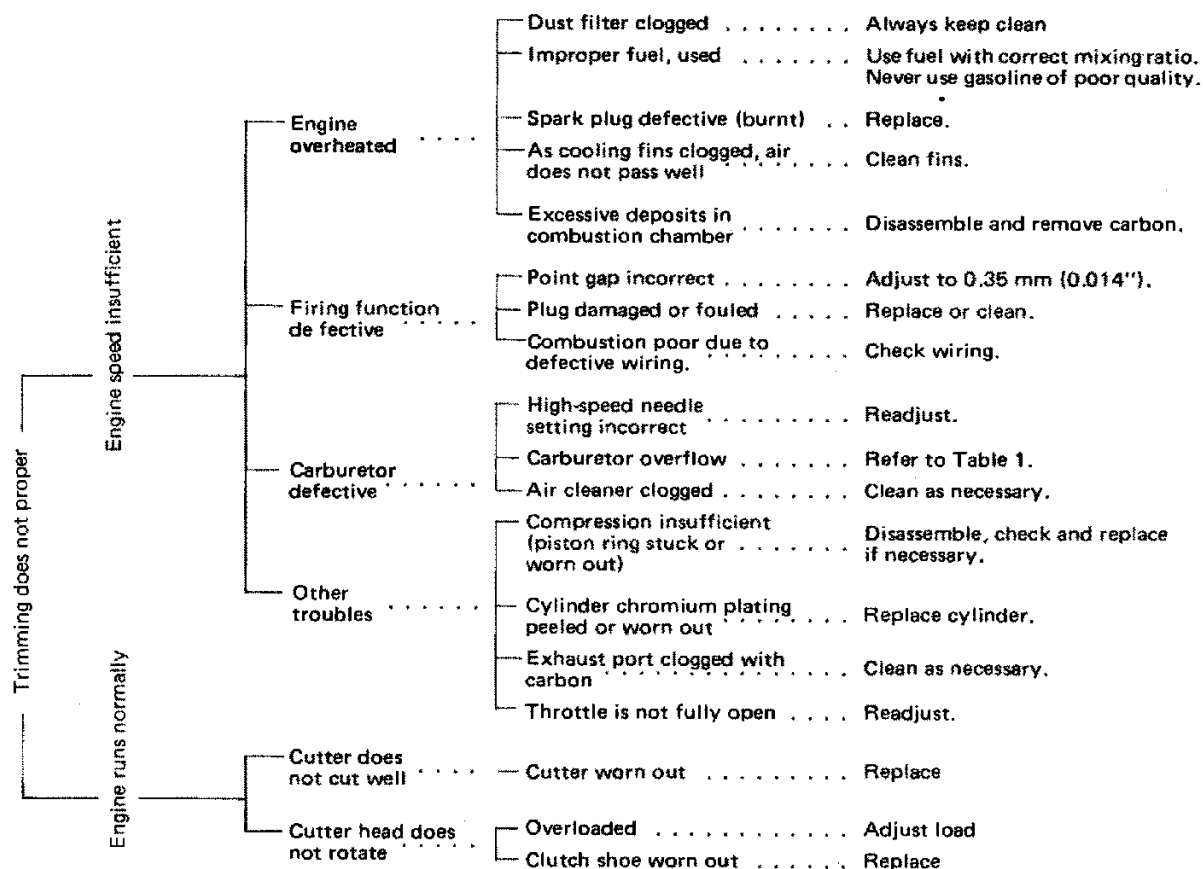 Trimming does not proper
Engine speed insufficient
Engine overheated . . . .
Dust filter clogged . . . . . . . . Always keep clean
Improper fuel, used . . . . . . . Use fuel with correct mixing ratio.
Never use gasoline of poor quality.
Spark plug defective (burnt) . . Replace.
As cooling fins clogged, air
does not pass well . . . . . . . Clean fins.
Excessive deposits in
combustion chamber . . . . . . . Disassemble and remove carbon.
Firing function
de fective . . . . .
Point gap incorrect . . . . . . . . Adjust to 0.35 mm (0.014").
Plug damaged or fouled . . . . . Replace or clean.
Combustion poor due to
defective wiring. . . . . . . . . Check wiring.
Carburetor
defective . . . . .
High-speed needle
setting incorrect . . . . . . . . Readjust.
Carburetor overflow . . . . . . . Refer to Table 1.
Air cleaner clogged . . . . . . . . Clean as necessary.
Other
troubles . . . . .
Compression insufficient
(piston ring stuck or
worn out) . . . . . . . Disassemble, check and replace
if necessary.
Cylinder chromium plating
peeled or worn out . . . . . . . Replace cylinder.
Exhaust port clogged with
carbon . . . . . . . . . . . . . Clean as necessary.
Throttle is not fully open . . . . Readjust.
Engine runs normally
Cutter does
not cut well . . . .
Cutter worn out . . . . . . . . . Replace
Cutter head does
not rotate . . . .
Overloaded . . . . . . . . . . . . Adjust load
Clutch shoe worn out . . . . . . Replace